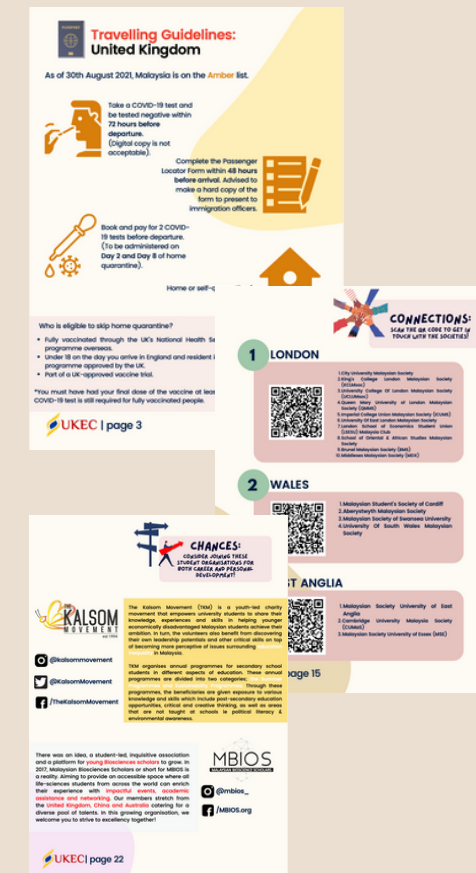 PASSPORT
Travelling Guidelines:
United Kingdom
As of 30th August 2021, Malaysia is on the Amber list.
Take a COVID-19 test and
be tested negative within
72 hours before
departure.
(Digital copy is not
acceptable).
Complete the Passenger
Locator Form within 48 hours
before arrival. Advised to
make a hard copy of the
form to present to
immigration officers.
Book and pay for 2 COVID-
19 tests before departure.
(To be administered on
Day 2 and Day 8 of home
quarantine).
Home or self-q
Who is eligible to skip home quarantine?
• Fully vaccinated through the UK's National Health Se
programme overseas.
• Under 18 on the day you arrive in England and resident i
programme approved by the UK.
• Part of a UK-approved vaccine trial.
*You must have had your final dose of the vaccine at leas
COVID-19 test is still required for fully vaccinated people.
UKEC | page 3
CONNECTIONS:
SCAN THE QR CODE TO GET IN
TOUCH WITH THE SOCIETIES!
1 LONDON
1. City University Malaysian Society
2. King's College London Malaysian Society
(KCLMsoc)
3. University College Of London Malaysian Society
(UCLUMsoc)
4. Queen Mary University of London Malaysian
Society (QMMS)
5. Imperial College Union Malaysian Society (ICUMS)
6. University Of East London Malaysian Society
7. London School of Economics Student Union
(LSESU) Malaysia Club
8. School of Oriental & African Studies Malaysian
Society
9. Brunel Malaysian Society (BMS)
10. Middlesex Malaysian Society (MDX)
2 WALES
1. Malaysian Student's Society of Cardiff
2. Aberystwyth Malaysian Society
3. Malaysian Society of Swansea University
4. University Of South Wales Malaysian
Society
ST ANGLIA
1. Malaysian Society University of East
Anglia
2. Cambridge University Malaysia Society
(CUMaS)
3. Malaysian Society University of Essex (MSE)
page 15
CHANCES:
CONSIDER JOINING THESE
STUDENT ORGANISATIONS FOR
BOTH CAREER AND PERSONAL
DEVELOPMENT!
THE
KALSOM
MOVEMENT
est 1994
@kalsommovement
@KalsomMovement
/TheKalsomMovement
The Kalsom Movement (TKM) is a youth-led charity
movement that empowers university students to share their
knowledge, experiences and skills in helping younger
economically disadvantaged Malaysian students achieve their
ambition. In turn, the volunteers also benefit from discovering
their own leadership potentials and other critical skills on top
of becoming more perceptive of issues surrounding education
in Malaysia.
TKM organises annual programmes for secondary school
students in different aspects of education. These annual
programmes are divided into two categories;
Through these
programmes, the beneficiaries are given exposure to various
knowledge and skills which include post-secondary education
opportunities, critical and creative thinking, as well as areas
that are not taught at schools ie political literacy &
environmental awareness.
There was an idea, a student-led, inquisitive association
and a platform for young Biosciences scholars to grow. In
2017, Malaysian Biosciences Scholars or short for MBIOS is
a reality. Aiming to provide an accessible space where all
life-sciences students from across the world can enrich
their experience with impactful events, academic
assistance and networking. Our members stretch from
the United Kingdom, China and Australia catering for a
diverse pool of talents. In this growing organisation, we
welcome you to strive to excellency together!
MBIOS
MALAYSIAN BIOSCIENCE SCHOLARS
@mbios_
/MBIOS.org
UKEC| page 22